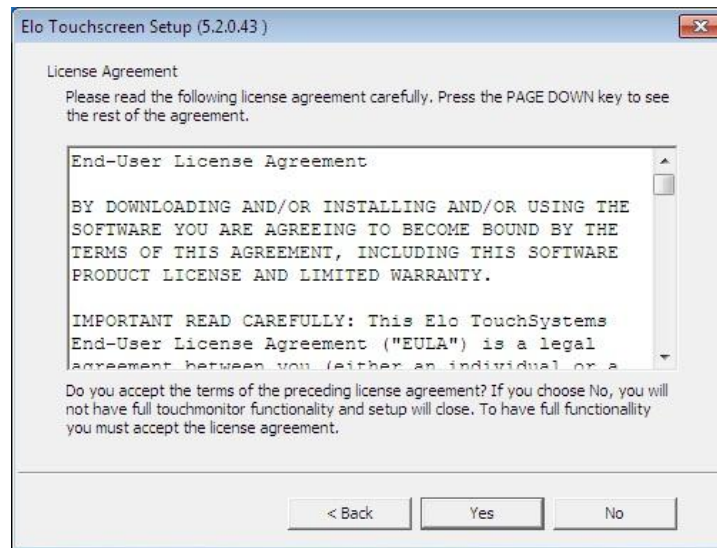 Elo Touchscreen Setup (5.2.0.43 )
License Agreement
Please read the following license agreement carefully. Press the PAGE DOWN key to see
the rest of the agreement.
End-User License Agreement
BY DOWNLOADING AND/OR INSTALLING AND/OR USING THE
SOFTWARE YOU ARE AGREEING TO BECOME BOUND BY THE
TERMS OF THIS AGREEMENT, INCLUDING THIS SOFTWARE
PRODUCT LICENSE AND LIMITED WARRANTY.
IMPORTANT READ CAREFULLY: This Elo TouchSystems
End-User License Agreement ("EULA") is a legal
agreement between you (either an individual or a
Do you accept the terms of the preceding license agreement? If you choose No, you will
not have full touchmonitor functionality and setup will close. To have full functionallity
you must accept the license agreement.
< Back
Yes
No